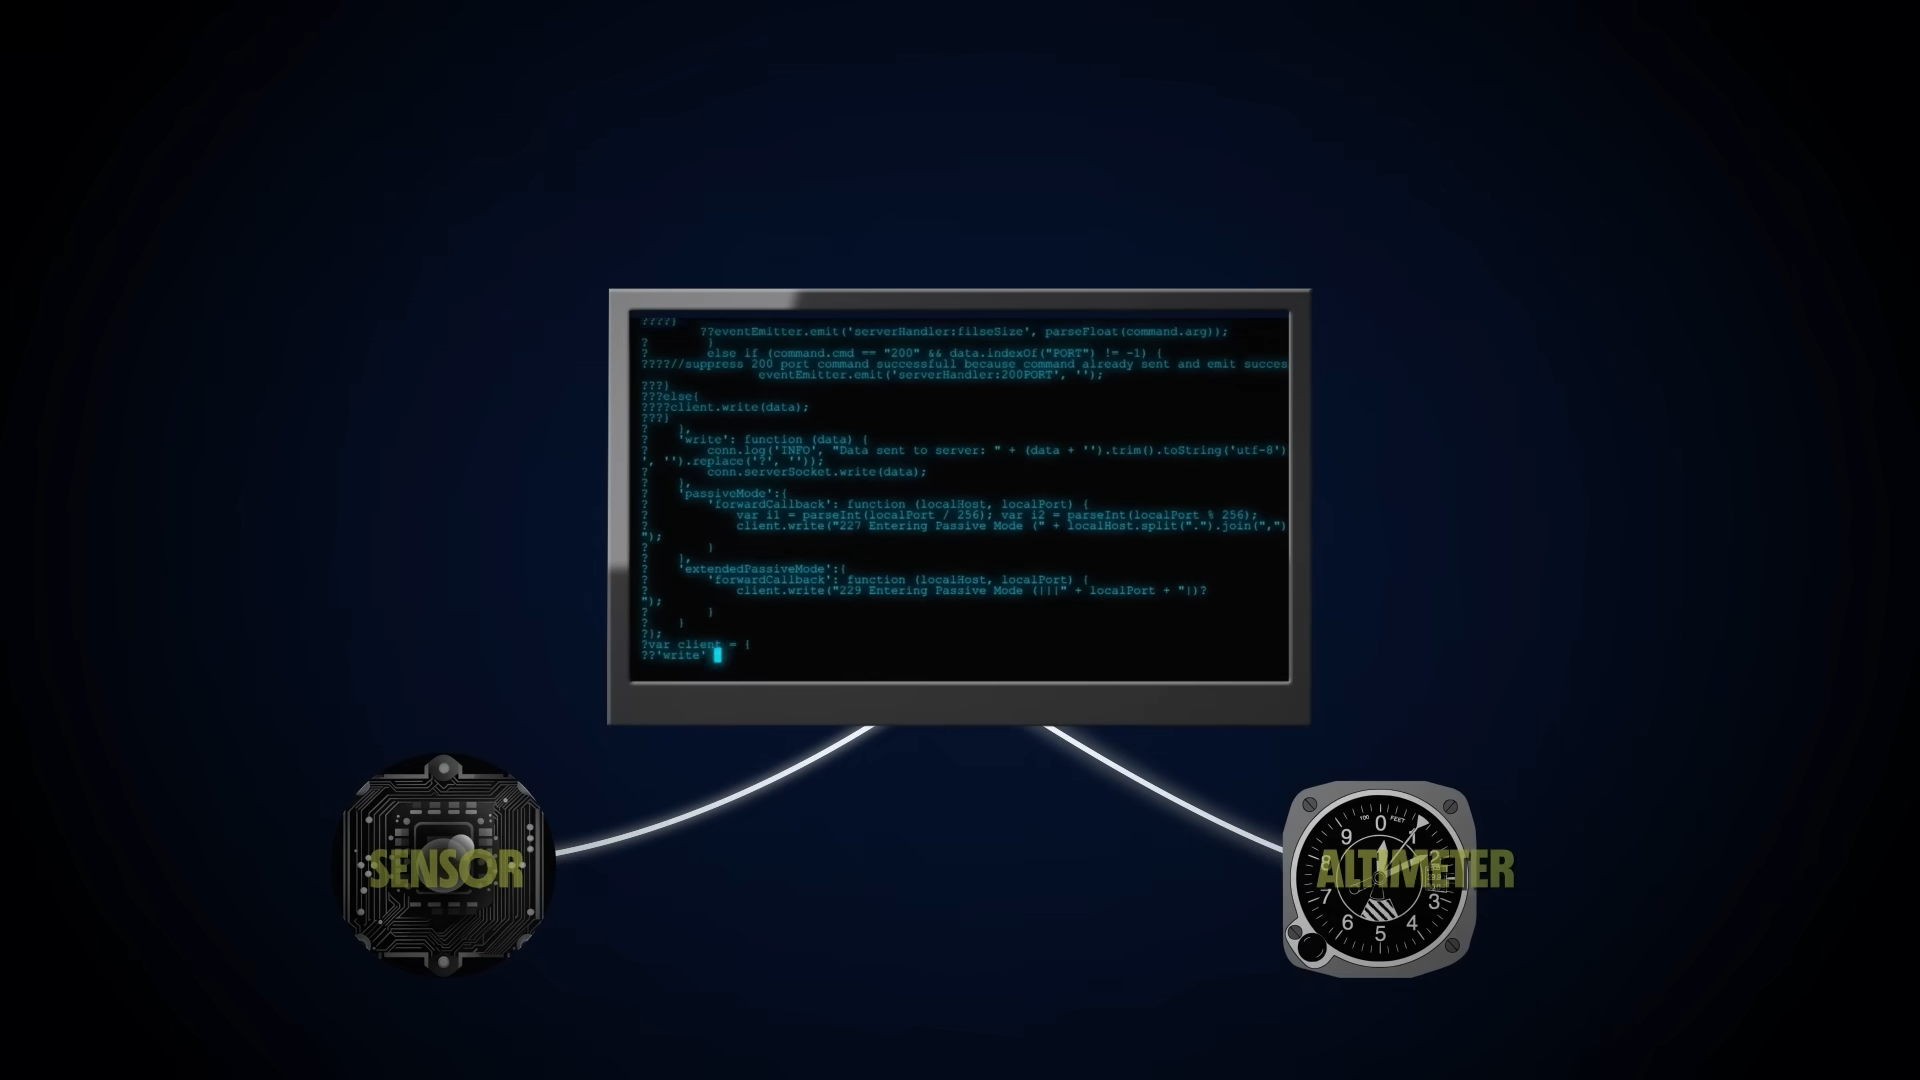 ????}
??eventEmitter.emit('serverHandler:filseSize', parseFloat(command.arg));
? }
? else if (command.cmd == "200" && data.indexOf("PORT") != -1) {
????//suppress 200 port command successfull because command already sent and emit succes
eventEmitter.emit('serverHandler:200PORT', '');
???}
???else{
????client.write(data);
???}
? },
? 'write': function (data) {
? conn.log('INFO', "Data sent to server: " + (data + '').trim().toString('utf-8')
', '').replace('?', ''));
? conn.serverSocket.write(data);
? },
? 'passiveMode':{
? 'forwardCallback': function (localHost, localPort) {
? var i1 = parseInt(localPort / 256); var i2 = parseInt(localPort % 256);
? client.write("227 Entering Passive Mode (" + localHost.split(".").join(",")
");
? }
? },
? 'extendedPassiveMode':{
? 'forwardCallback': function (localHost, localPort) {
? client.write("229 Entering Passive Mode (|||" + localPort + "|)?
");
? }
? }
?};
?var client = {
??'write'
SENSOR
ALTIMETER
100 FEET
0
1
2
3
4
5
6
7
8
9